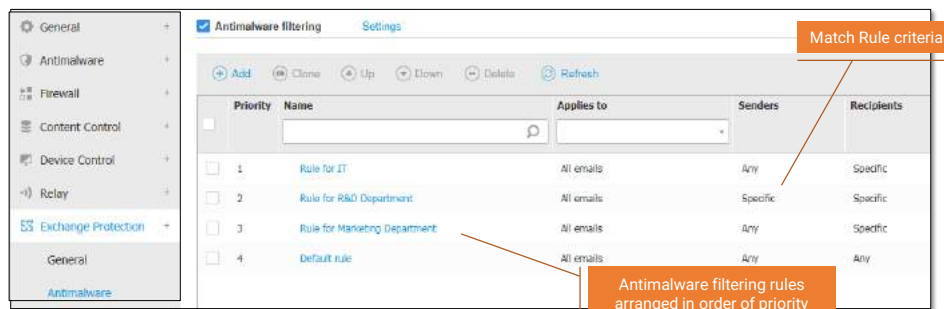 General +
Antimalware +
Firewall +
Content Control +
Device Control +
Relay +
Exchange Protection +
General
Antimalware
Antimalware filtering Settings
Match Rule criteria
Add Clone Up Down Delete Refresh
Priority Name Applies to Senders Recipients
1 Rule for IT All emails Any Specific
2 Rule for R&D Department All emails Specific Specific
3 Rule for Marketing Department All emails Any Specific
4 Default rule All emails Any Any
Antimalware filtering rules
arranged in order of priority